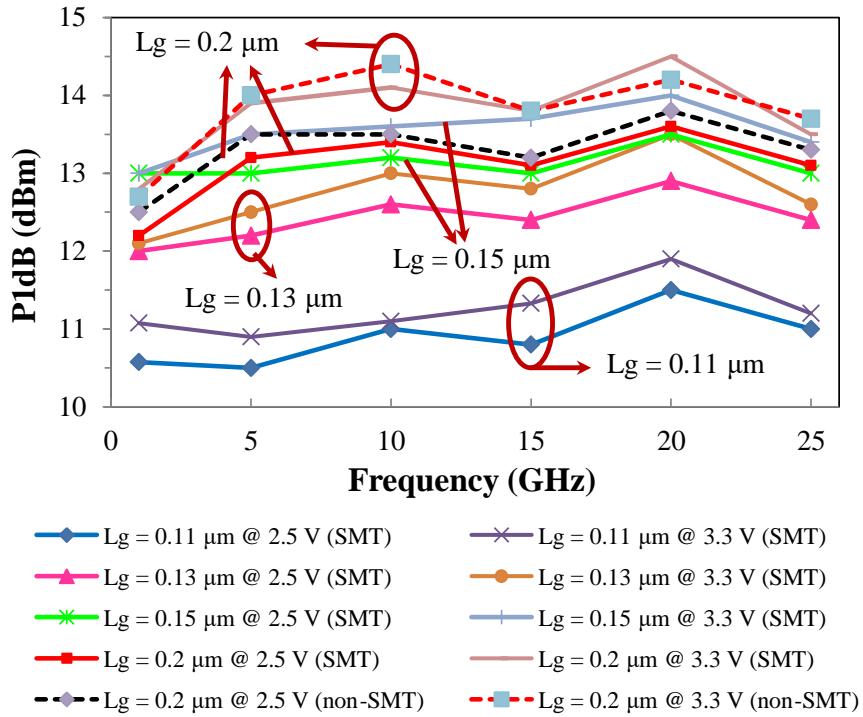 15
14
13
12
11
10
P1dB (dBm)
Lg = 0.2 μm
Lg = 0.15 μm
Lg = 0.13 μm
Lg = 0.11 μm
0 5 10 15 20 25
Frequency (GHz)
Lg = 0.11 μm @ 2.5 V (SMT)
Lg = 0.11 μm @ 3.3 V (SMT)
Lg = 0.13 μm @ 2.5 V (SMT)
Lg = 0.13 μm @ 3.3 V (SMT)
Lg = 0.15 μm @ 2.5 V (SMT)
Lg = 0.15 μm @ 3.3 V (SMT)
Lg = 0.2 μm @ 2.5 V (SMT)
Lg = 0.2 μm @ 3.3 V (SMT)
Lg = 0.2 μm @ 2.5 V (non-SMT)
Lg = 0.2 μm @ 3.3 V (non-SMT)